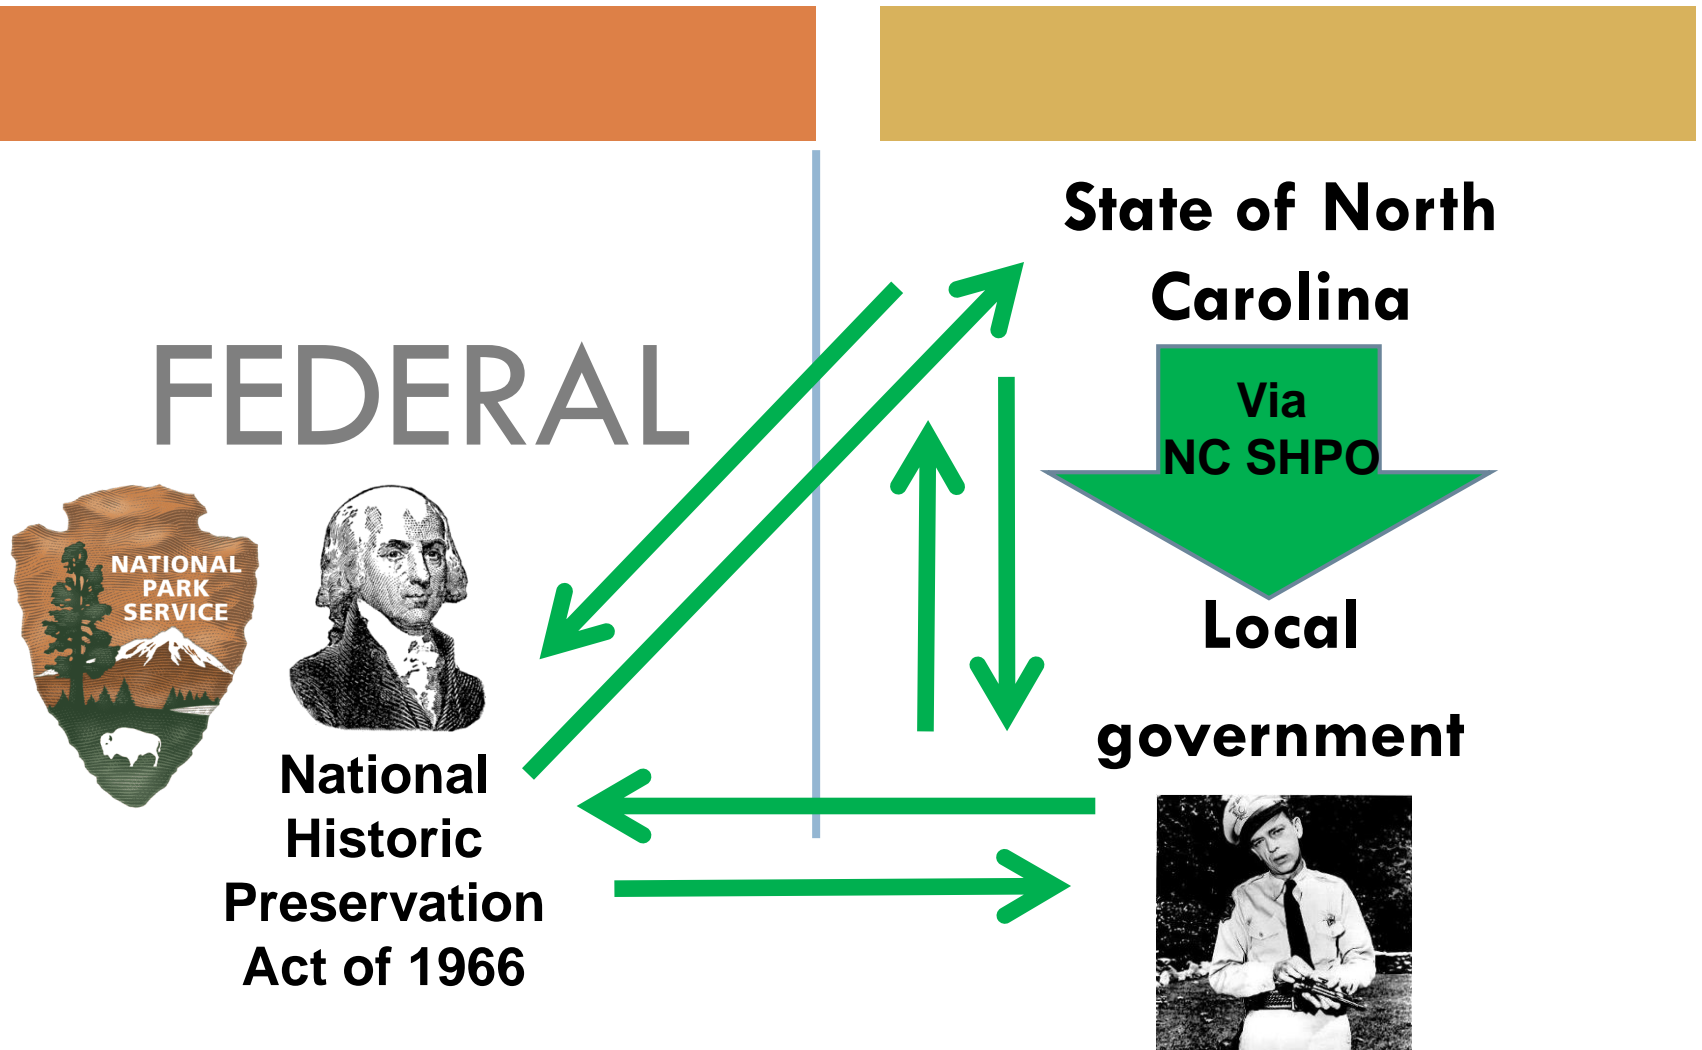 State of North
Carolina
FEDERAL
Via
NC SHPO
NATIONAL
PARK
SERVICE
Local
government
National
Historic
Preservation
Act of 1966